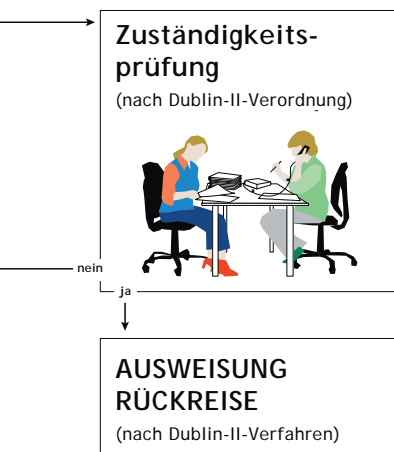 Zuständigkeits-
prüfung
(nach Dublin-II-Verordnung)
nein
ja
AUSWEISUNG
RÜCKREISE
(nach Dublin-II-Verfahren)